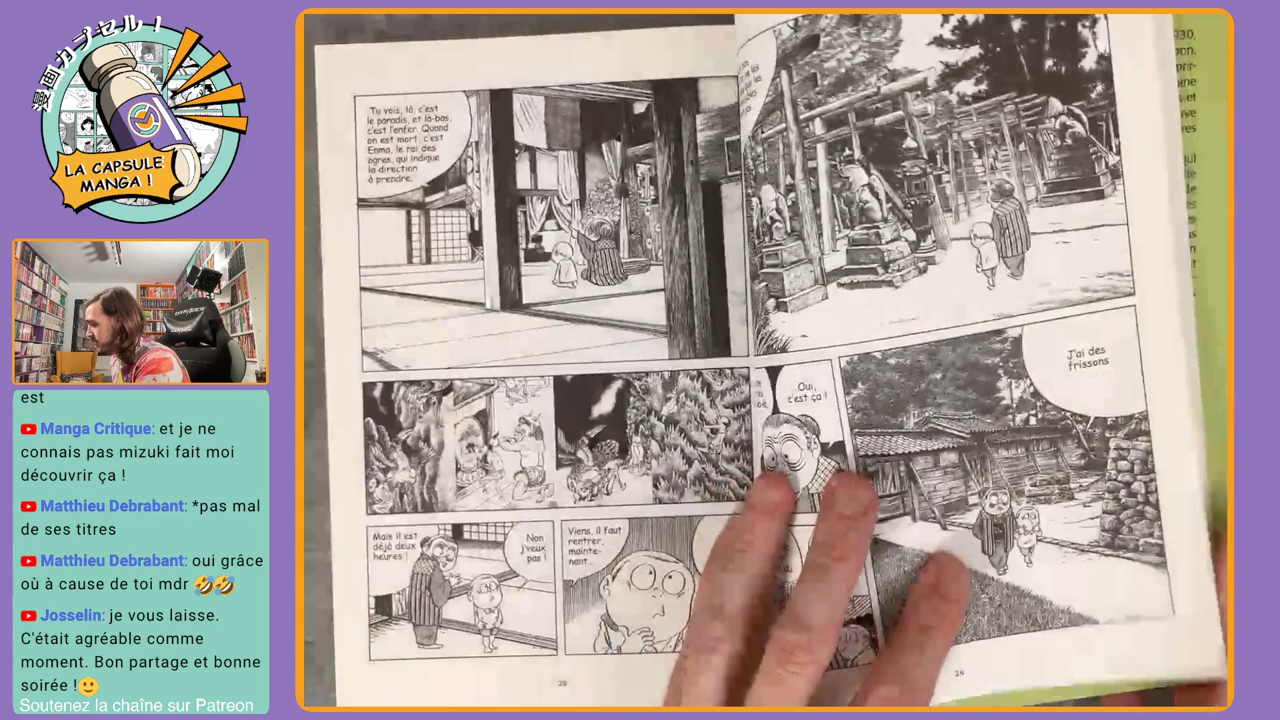 漫画カプセル!
LA CAPSULE
MANGA !
est
Manga Critique: et je ne
connais pas mizuki fait moi
découvrir ça !
Matthieu Debrabant: *pas mal
de ses titres
Matthieu Debrabant: oui grâce
où à cause de toi mdr 🤣🤣
Josselin: je vous laisse.
C'était agréable comme
moment. Bon partage et bonne
soirée !🙂
Soutenez la chaîne sur Patreon
Tu vois, là, c'est
le paradis, et là-bas,
c'est l'enfer. Quand
on est mort, c'est
Enma, le roi des
ogres, qui indique
la direction
à prendre.
Mais il est
déjà deux
heures !
Non
j'veux
pas !
Viens, il faut
rentrer,
mainte-
nant...
28
Oui,
c'est ça !
J'ai des
frissons
29